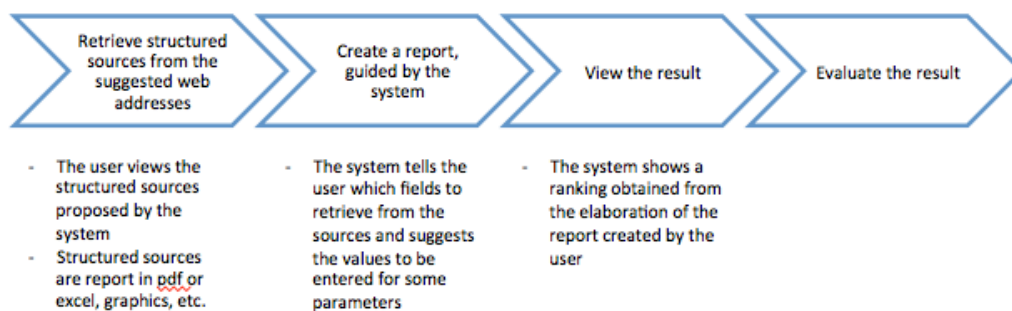 Retrieve structured
sources from the
suggested web
addresses
Create a report,
guided by the
system
View the result
Evaluate the result
- The user views the
structured sources
proposed by the
system
- Structured sources
are report in pdf or
excel, graphics, etc.
- The system tells the
user which fields to
retrieve from the
sources and suggests
the values to be
entered for some
parameters
- The system shows a
ranking obtained from
the elaboration of the
report created by the
user